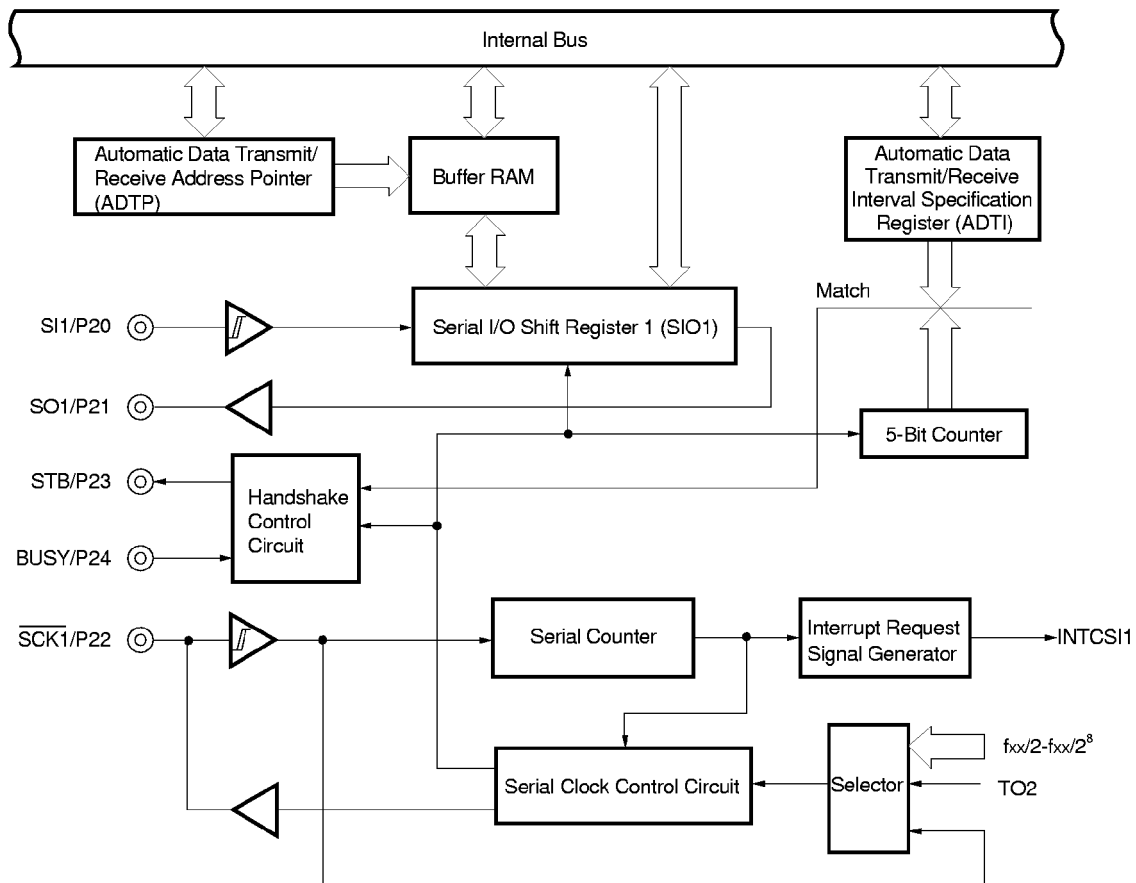 Internal Bus
Automatic Data Transmit/
Receive Address Pointer
(ADTP)
Buffer RAM
Automatic Data
Transmit/Receive
Interval Specification
Register (ADTI)
Match
SI1/P20
Serial I/O Shift Register 1 (SIO1)
SO1/P21
5-Bit Counter
STB/P23
Handshake
Control
Circuit
BUSY/P24
SCK1/P22
Serial Counter
Interrupt Request
Signal Generator
INTCSI1
Serial Clock Control Circuit
Selector
fxx/2-fxx/2⁸
TO2